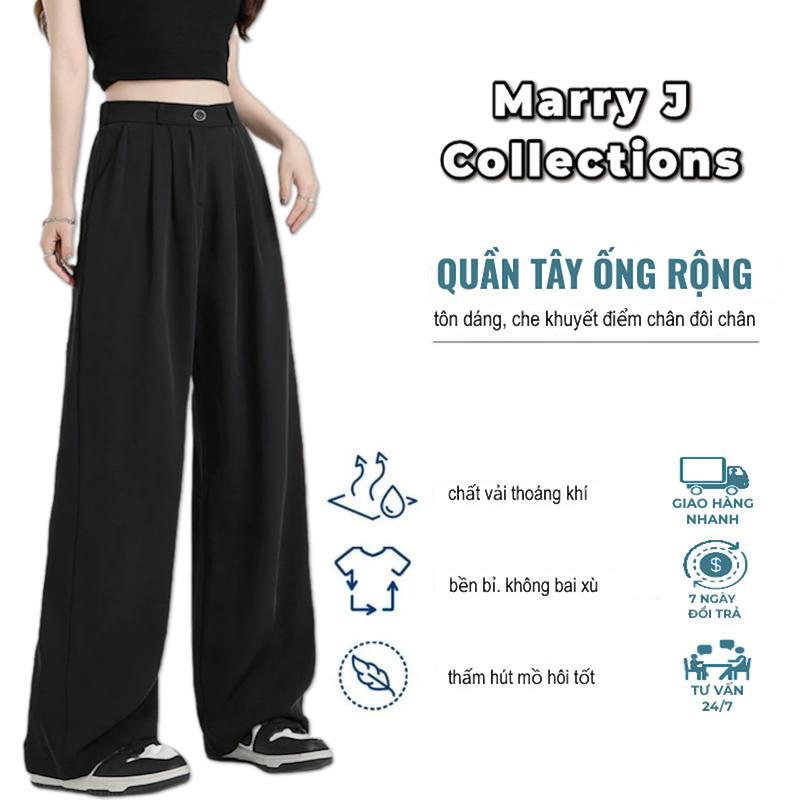 Marry J
Collections
QUẦN TÂY ỐNG RỘNG
tôn dáng, che khuyết điểm chân đôi chân
chất vải thoáng khí
GIAO HÀNG
NHANH
bền bỉ. không bai xù
$
7 NGÀY
ĐỔI TRẢ
thấm hút mồ hôi tốt
TƯ VẤN
24/7